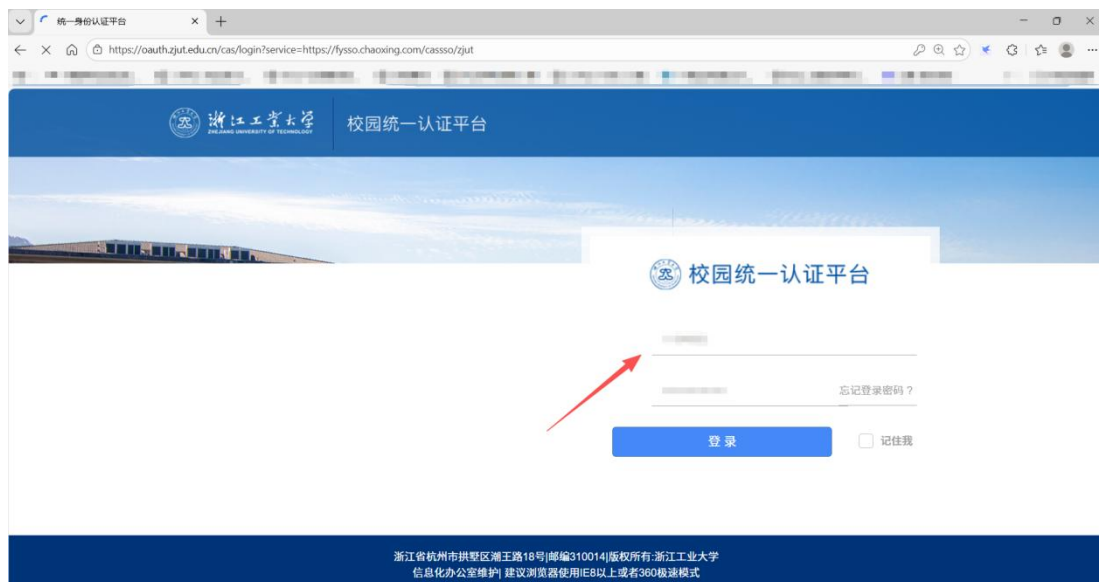 统一身份认证平台
https://oauth.zjut.edu.cn/cas/login?service=https://fysso.chaoxing.com/cassso/zjut
浙江工业大学
ZHEJIANG UNIVERSITY OF TECHNOLOGY
校园统一认证平台
校园统一认证平台
忘记登录密码？
登 录
记住我
浙江省杭州市拱墅区潮王路18号|邮编310014|版权所有:浙江工业大学
信息化办公室维护| 建议浏览器使用IE8以上或者360极速模式